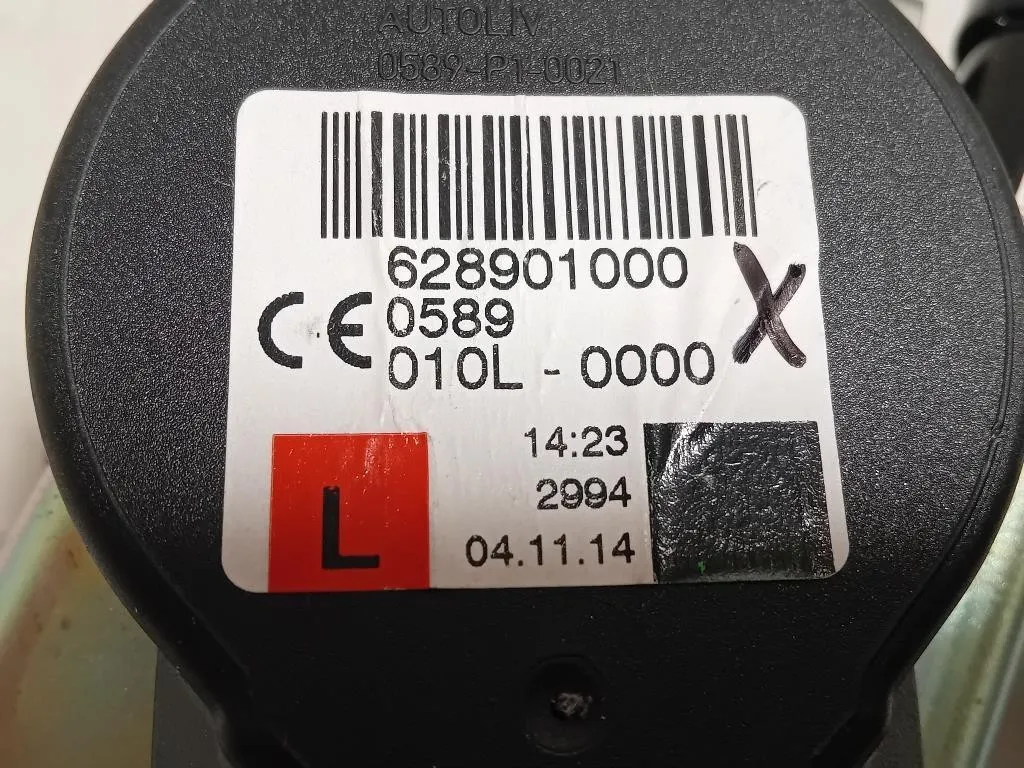 AUTOLIV
0589-P1-0021
628901000
CE 0589
010L - 0000
X
14:23
2994
L
04.11.14